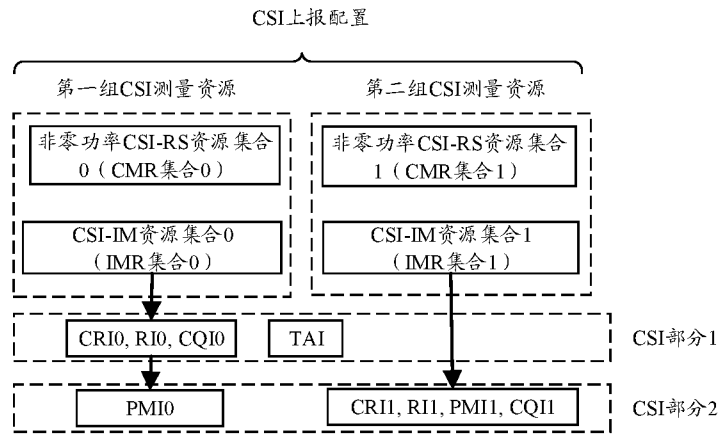 CSI上报配置
第一组CSI测量资源 第二组CSI测量资源
非零功率CSI-RS资源集合
0（CMR集合0）
非零功率CSI-RS资源集合
1（CMR集合1）
CSI-IM资源集合0
（IMR集合0）
CSI-IM资源集合1
（IMR集合1）
CRI0, RI0, CQI0 TAI CSI部分1
PMI0 CRI1, RI1, PMI1, CQI1 CSI部分2